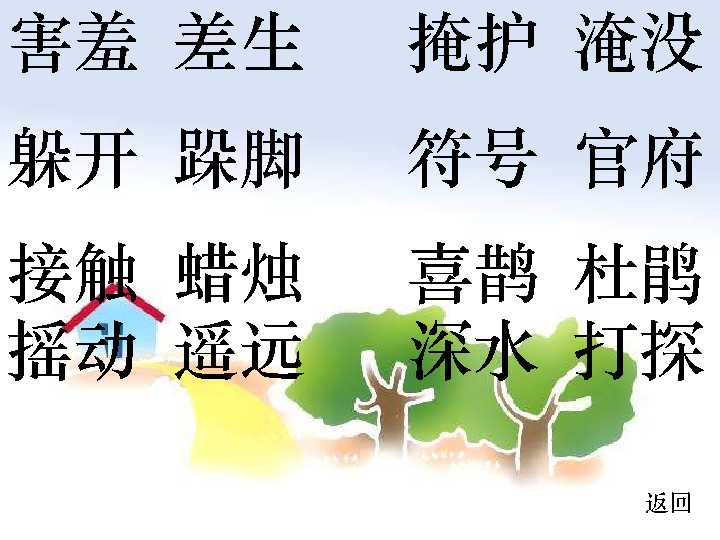 害羞 差生 掩护 淹没
躲开 跺脚 符号 官府
接触 蜡烛 喜鹊 杜鹃
摇动 遥远 深水 打探
返回